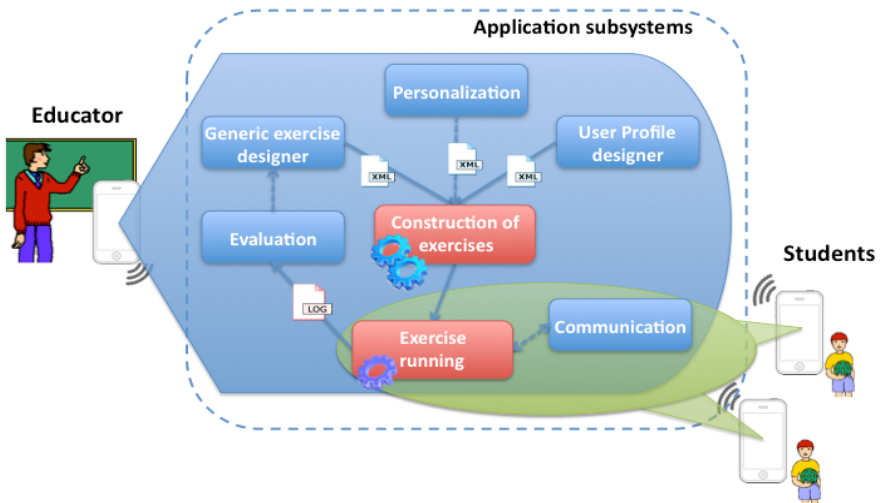 Application subsystems
Educator
Personalization
Generic exercise
designer
User Profile
designer
XML
XML
XML
Construction of
exercises
Evaluation
Students
LOG
Exercise
running
Communication